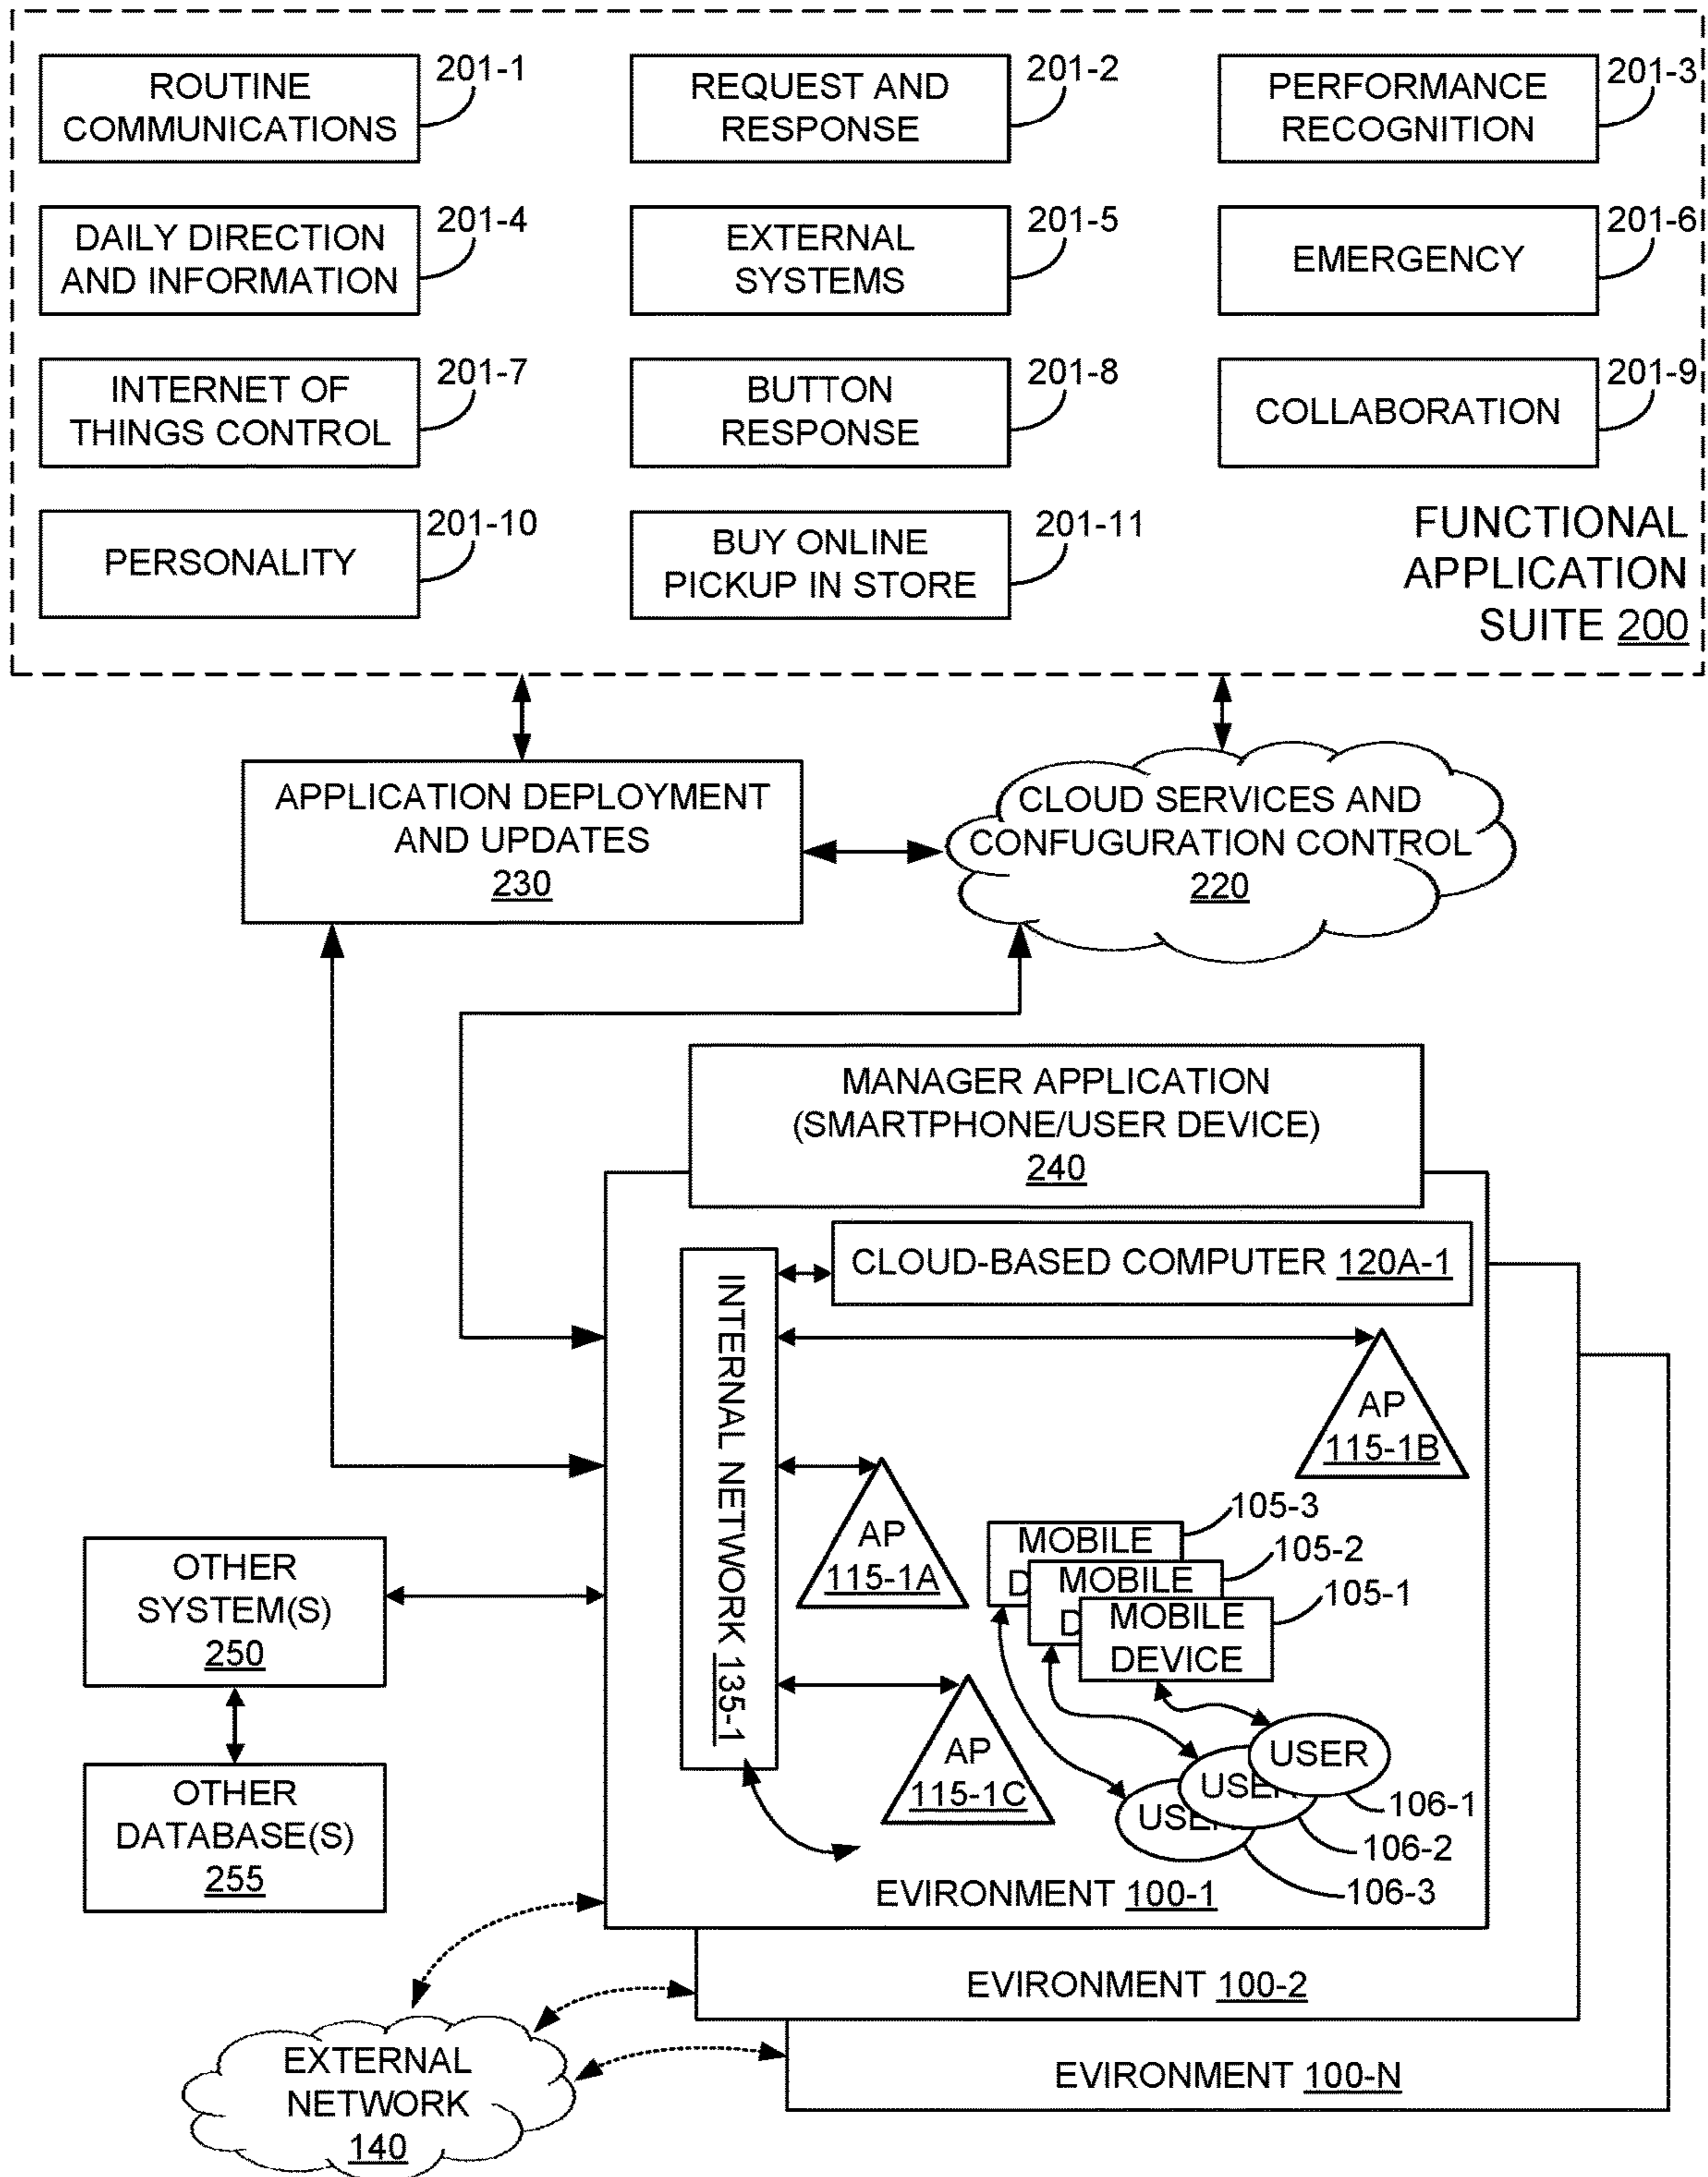 ROUTINE
COMMUNICATIONS
201-1
REQUEST AND
RESPONSE
201-2
PERFORMANCE
RECOGNITION
201-3
DAILY DIRECTION
AND INFORMATION
201-4
EXTERNAL
SYSTEMS
201-5
EMERGENCY
201-6
INTERNET OF
THINGS CONTROL
201-7
BUTTON
RESPONSE
201-8
COLLABORATION
201-9
PERSONALITY
201-10
BUY ONLINE
PICKUP IN STORE
201-11
FUNCTIONAL
APPLICATION
SUITE 200
APPLICATION DEPLOYMENT
AND UPDATES
230
CLOUD SERVICES AND
CONFUGURATION CONTROL
220
MANAGER APPLICATION
(SMARTPHONE/USER DEVICE)
240
CLOUD-BASED COMPUTER 120A-1
INTERNAL NETWORK 135-1
AP
115-1B
AP
115-1A
AP
115-1C
105-3
MOBILE
D
105-2
MOBILE
D
105-1
MOBILE
DEVICE
USER
106-1
USER
106-2
USER
106-3
EVIRONMENT 100-1
EVIRONMENT 100-2
EVIRONMENT 100-N
OTHER
SYSTEM(S)
250
OTHER
DATABASE(S)
255
EXTERNAL
NETWORK
140